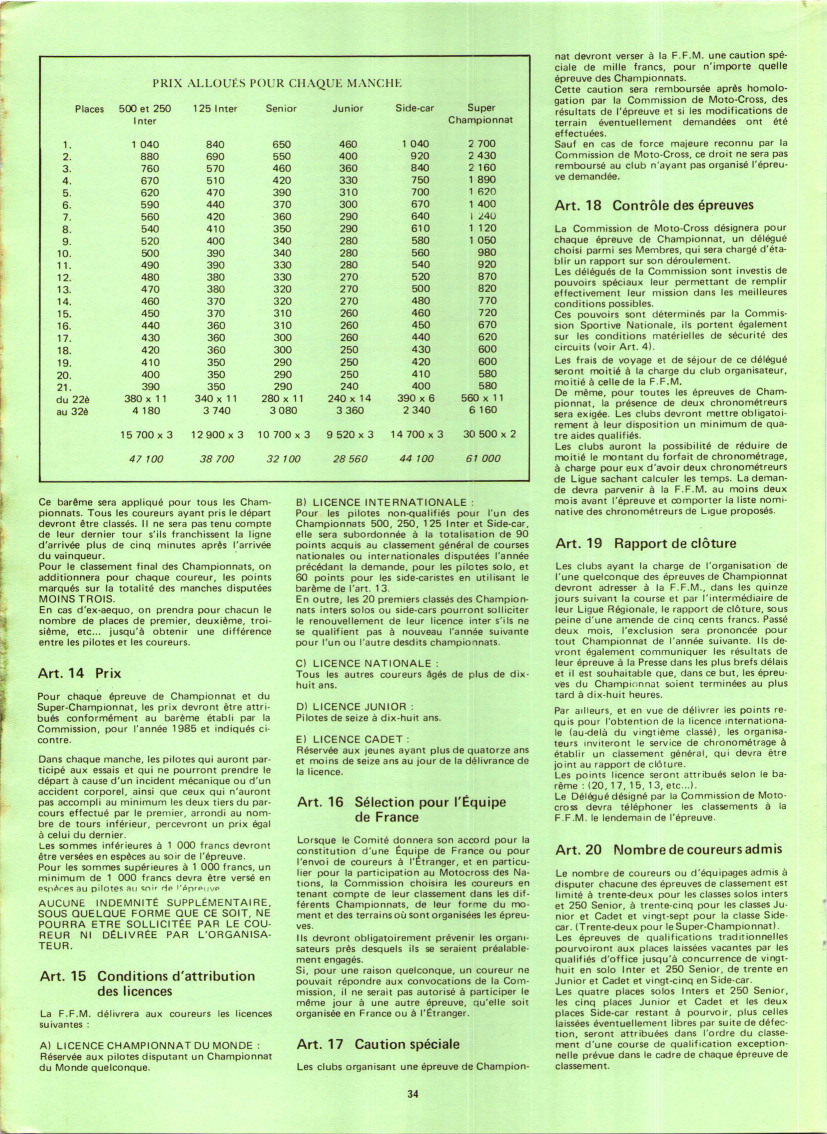 PRIX ALLOUÉS POUR CHAQUE MANCHE
Places 500 et 250 Inter 125 Inter Senior Junior Side-car Super Championnat
1. 1 040 840 650 460 1 040 2 700
2. 880 690 550 400 920 2 430
3. 760 570 460 360 840 2 160
4. 670 510 420 330 750 1 890
5. 620 470 390 310 700 1 620
6. 590 440 370 300 670 1 400
7. 560 420 360 290 640 1 240
8. 540 410 350 290 610 1 120
9. 520 400 340 280 580 1 050
10. 500 390 340 280 560 980
11. 490 390 330 280 540 920
12. 480 380 330 270 520 870
13. 470 380 320 270 500 820
14. 460 370 320 270 480 770
15. 450 370 310 260 460 720
16. 440 360 310 260 450 670
17. 430 360 300 260 440 620
18. 420 360 300 250 430 600
19. 410 350 290 250 420 600
20. 400 350 290 250 410 580
21. 390 350 290 240 400 580
du 22è 380 x 11 340 x 11 280 x 11 240 x 14 390 x 6 560 x 11
au 32è 4 180 3 740 3 080 3 360 2 340 6 160
15 700 x 3 12 900 x 3 10 700 x 3 9 520 x 3 14 700 x 3 30 500 x 2
47 100 38 700 32 100 28 560 44 100 61 000
Ce barême sera appliqué pour tous les Cham-
pionnats. Tous les coureurs ayant pris le départ
devront être classés. Il ne sera pas tenu compte
de leur dernier tour s'ils franchissent la ligne
d'arrivée plus de cinq minutes après l'arrivée
du vainqueur.
Pour le classement final des Championnats, on
additionnera pour chaque coureur, les points
marqués sur la totalité des manches disputées
MOINS TROIS.
En cas d'ex-aequo, on prendra pour chacun le
nombre de places de premier, deuxième, troi-
sième, etc... jusqu'à obtenir une différence
entre les pilotes et les coureurs.
Art. 14 Prix
Pour chaque épreuve de Championnat et du
Super-Championnat, les prix devront être attri-
bués conformément au barème établi par la
Commission, pour l'année 1985 et indiqués ci-
contre.
Dans chaque manche, les pilotes qui auront par-
ticipé aux essais et qui ne pourront prendre le
départ à cause d'un incident mécanique ou d'un
accident corporel, ainsi que ceux qui n'auront
pas accompli au minimum les deux tiers du par-
cours effectué par le premier, arrondi au nom-
bre de tours inférieur, percevront un prix égal
à celui du dernier.
Les sommes inférieures à 1 000 francs devront
être versées en espèces au soir de l'épreuve.
Pour les sommes supérieures à 1 000 francs, un
minimum de 1 000 francs devra être versé en
espèces au pilotes au soir de l'épreuve
AUCUNE INDEMNITÉ SUPPLÉMENTAIRE,
SOUS QUELQUE FORME QUE CE SOIT, NE
POURRA ETRE SOLLICITÉE PAR LE COU-
REUR NI DÉLIVRÉE PAR L'ORGANISA-
TEUR.
Art. 15 Conditions d'attribution
des licences
La F.F.M. délivrera aux coureurs les licences
suivantes :
A) LICENCE CHAMPIONNAT DU MONDE :
Réservée aux pilotes disputant un Championnat
du Monde quelconque.
B) LICENCE INTERNATIONALE :
Pour les pilotes non-qualifiés pour l'un des
Championnats 500, 250, 125 Inter et Side-car,
elle sera subordonnée à la totalisation de 90
points acquis au classement général de courses
nationales ou internationales disputées l'année
précédant la demande, pour les pilotes solo, et
60 points pour les side-caristes en utilisant le
barême de l'art. 13.
En outre, les 20 premiers classés des Champion-
nats inters solos ou side-cars pourront solliciter
le renouvellement de leur licence inter s'ils ne
se qualifient pas à nouveau l'année suivante
pour l'un ou l'autre desdits championnats.
C) LICENCE NATIONALE :
Tous les autres coureurs âgés de plus de dix-
huit ans.
D) LICENCE JUNIOR :
Pilotes de seize à dix-huit ans.
E) LICENCE CADET :
Réservée aux jeunes ayant plus de quatorze ans
et moins de seize ans au jour de la délivrance de
la licence.
Art. 16 Sélection pour l'Équipe
de France
Lorsque le Comité donnera son accord pour la
constitution d'une Équipe de France ou pour
l'envoi de coureurs à l'Étranger, et en particu-
lier pour la participation au Motocross des Na-
tions, la Commission choisira les coureurs en
tenant compte de leur classement dans les dif-
férents Championnats, de leur forme du mo-
ment et des terrains où sont organisées les épreu-
ves.
Ils devront obligatoirement prévenir les organi-
sateurs près desquels ils se seraient préalable-
ment engagés.
Si, pour une raison quelconque, un coureur ne
pouvait répondre aux convocations de la Com-
mission, il ne serait pas autorisé à participer le
même jour à une autre épreuve, qu'elle soit
organisée en France ou à l'Étranger.
Art. 17 Caution spéciale
Les clubs organisant une épreuve de Champion-
nat devront verser à la F.F.M. une caution spé-
ciale de mille francs, pour n'importe quelle
épreuve des Championnats.
Cette caution sera remboursée après homolo-
gation par la Commission de Moto-Cross, des
résultats de l'épreuve et si les modifications de
terrain éventuellement demandées ont été
effectuées.
Sauf en cas de force majeure reconnu par la
Commission de Moto-Cross, ce droit ne sera pas
remboursé au club n'ayant pas organisé l'épreu-
ve demandée.
Art. 18 Contrôle des épreuves
La Commission de Moto-Cross désignera pour
chaque épreuve de Championnat, un délégué
choisi parmi ses Membres, qui sera chargé d'éta-
blir un rapport sur son déroulement.
Les délégués de la Commission sont investis de
pouvoirs spéciaux leur permettant de remplir
effectivement leur mission dans les meilleures
conditions possibles.
Ces pouvoirs sont déterminés par la Commis-
sion Sportive Nationale, ils portent également
sur les conditions matérielles de sécurité des
circuits (voir Art. 4).
Les frais de voyage et de séjour de ce délégué
seront moitié à la charge du club organisateur,
moitié à celle de la F.F.M.
De même, pour toutes les épreuves de Cham-
pionnat, la présence de deux chronométreurs
sera exigée. Les clubs devront mettre obligatoi-
rement à leur disposition un minimum de qua-
tre aides qualifiés.
Les clubs auront la possibilité de réduire de
moitié le montant du forfait de chronométrage,
à charge pour eux d'avoir deux chronométreurs
de Ligue sachant calculer les temps. La deman-
de devra parvenir à la F.F.M. au moins deux
mois avant l'épreuve et comporter la liste nomi-
native des chronométreurs de Ligue proposés.
Art. 19 Rapport de clôture
Les clubs ayant la charge de l'organisation de
l'une quelconque des épreuves de Championnat
devront adresser à la F.F.M., dans les quinze
jours suivant la course et par l'intermédiaire de
leur Ligue Régionale, le rapport de clôture, sous
peine d'une amende de cinq cents francs. Passé
deux mois, l'exclusion sera prononcée pour
tout Championnat de l'année suivante. Ils de-
vront également communiquer les résultats de
leur épreuve à la Presse dans les plus brefs délais
et il est souhaitable que, dans ce but, les épreu-
ves du Championnat soient terminées au plus
tard à dix-huit heures.
Par ailleurs, et en vue de délivrer les points re-
quis pour l'obtention de la licence internationa-
le (au-delà du vingtième classé), les organisa-
teurs inviteront le service de chronométrage à
établir un classement général, qui devra être
joint au rapport de clôture.
Les points licence seront attribués selon le ba-
rême : (20, 17, 15, 13, etc...).
Le Délégué désigné par la Commission de Moto-
cross devra téléphoner les classements à la
F.F.M. le lendemain de l'épreuve.
Art. 20 Nombre de coureurs admis
Le nombre de coureurs ou d'équipages admis à
disputer chacune des épreuves de classement est
limité à trente-deux pour les classes solos inters
et 250 Senior, à trente-cinq pour les classes Ju-
nior et Cadet et vingt-sept pour la classe Side-
car. (Trente-deux pour le Super-Championnat).
Les épreuves de qualifications traditionnelles
pourvoiront aux places laissées vacantes par les
qualifiés d'office jusqu'à concurrence de vingt-
huit en solo Inter et 250 Senior, de trente en
Junior et Cadet et vingt-cinq en Side-car.
Les quatre places solos Inters et 250 Senior,
les cinq places Junior et Cadet et les deux
places Side-car restant à pourvoir, plus celles
laissées éventuellement libres par suite de défec-
tion, seront attribuées dans l'ordre du classe-
ment d'une course de qualification exception-
nelle prévue dans le cadre de chaque épreuve de
classement.
34